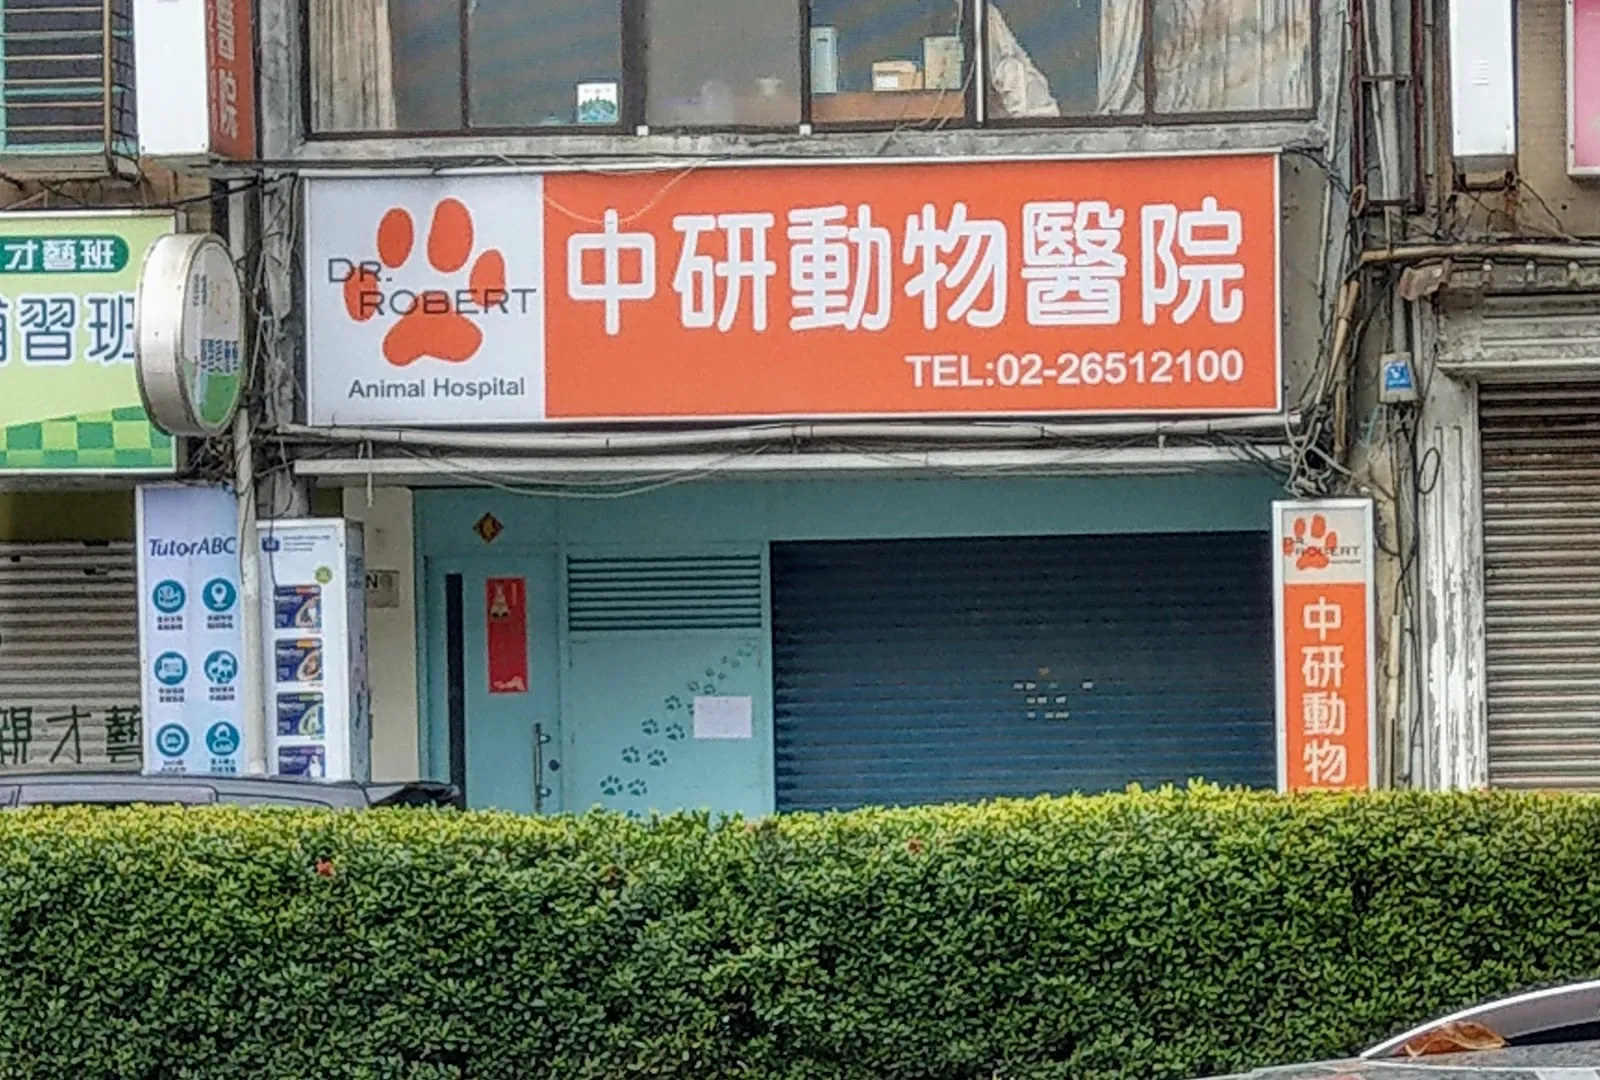 才藝班
補習班
DR.
ROBERT
Animal Hospital
中研動物醫院
TEL:02-26512100
TutorABC
親才藝
DR.
ROBERT
中研動物